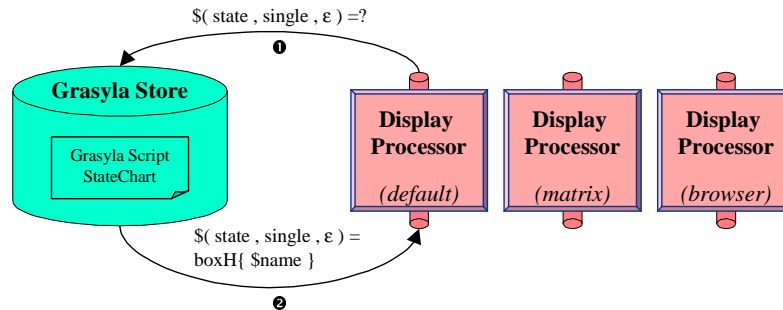 $( state , single , ε ) =?
❶
Grasyla Store
Grasyla Script
StateChart
Display
Processor
(default)
Display
Processor
(matrix)
Display
Processor
(browser)
$( state , single , ε ) =
boxH{ $name }
❷